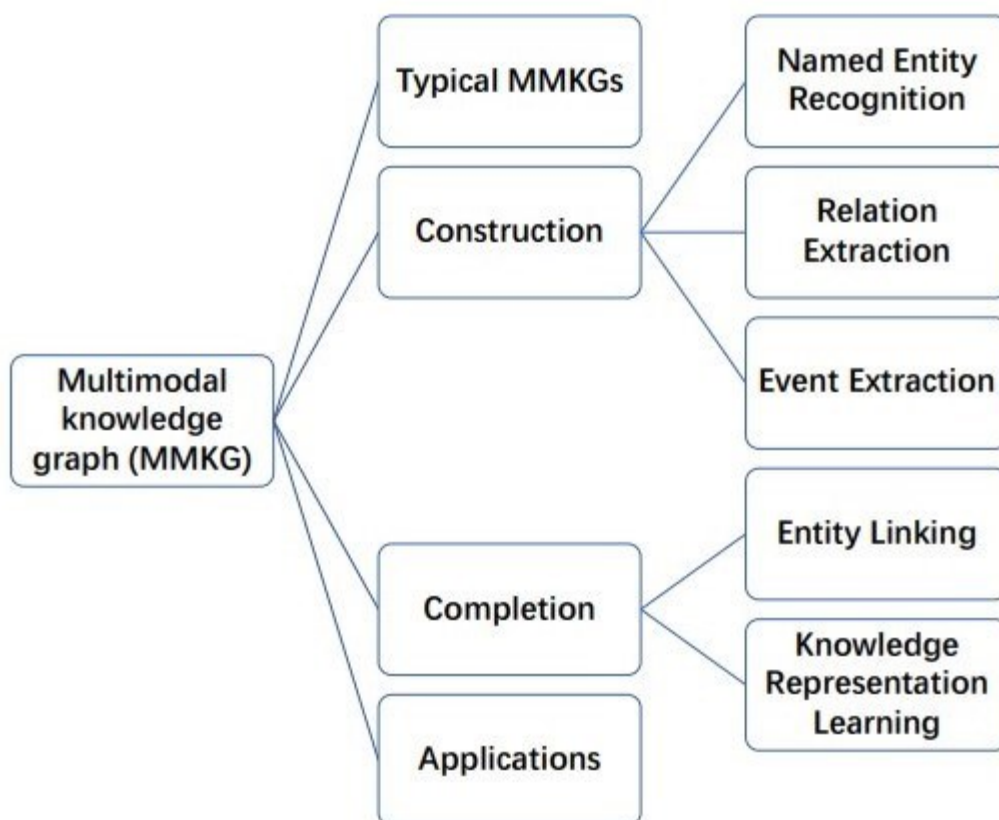 Typical MMKGs
Named Entity
Recognition
Construction
Relation
Extraction
Event Extraction
Multimodal
knowledge
graph (MMKG)
Entity Linking
Completion
Knowledge
Representation
Learning
Applications